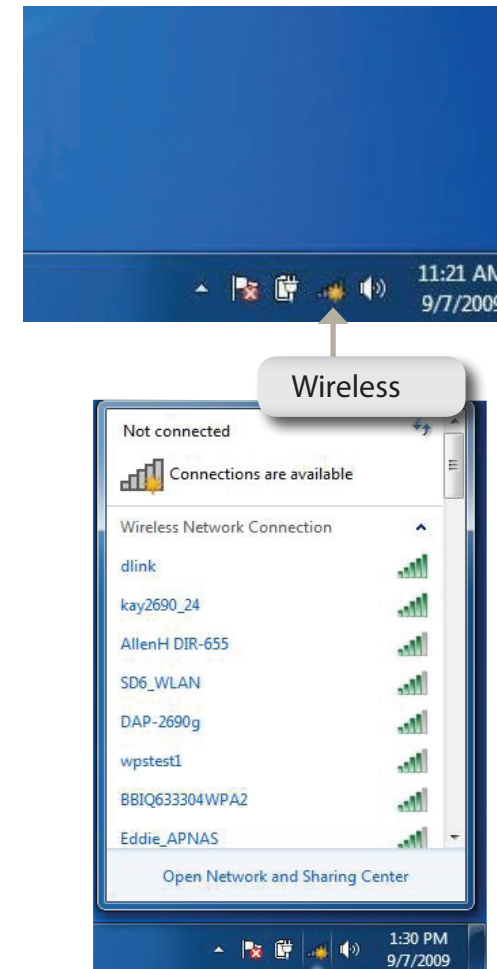 11:21 AM
9/7/2009
Wireless
Not connected
Connections are available
Wireless Network Connection
dlink
kay2690_24
AllenH DIR-655
SD6_WLAN
DAP-2690g
wpstest1
BBIQ633304WPA2
Eddie_APNAS
Open Network and Sharing Center
1:30 PM
9/7/2009